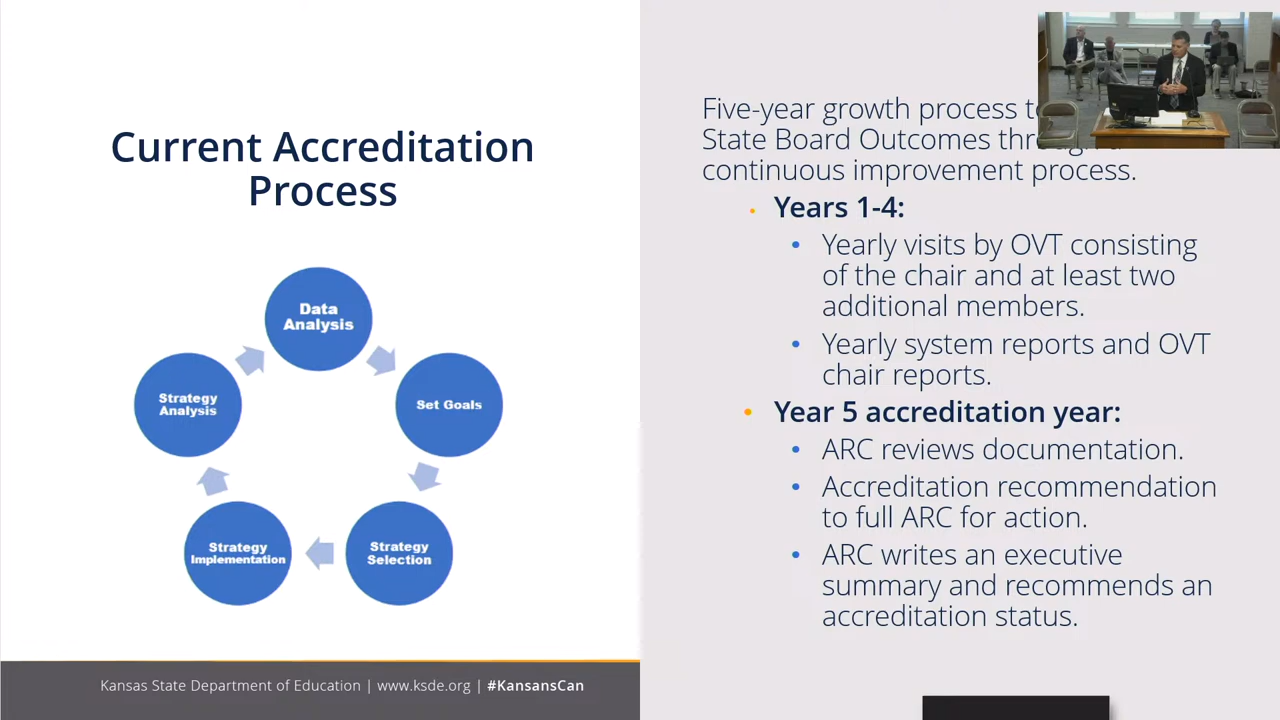 Current Accreditation
Process
Data
Analysis
Set Goals
Strategy
Selection
Strategy
Implementation
Strategy
Analysis
Kansas State Department of Education | www.ksde.org | #KansansCan
Five-year growth process
State Board Outcomes
continuous improvement process.
• Years 1-4:
• Yearly visits by OVT consisting
of the chair and at least two
additional members.
• Yearly system reports and OVT
chair reports.
• Year 5 accreditation year:
• ARC reviews documentation.
• Accreditation recommendation
to full ARC for action.
• ARC writes an executive
summary and recommends an
accreditation status.